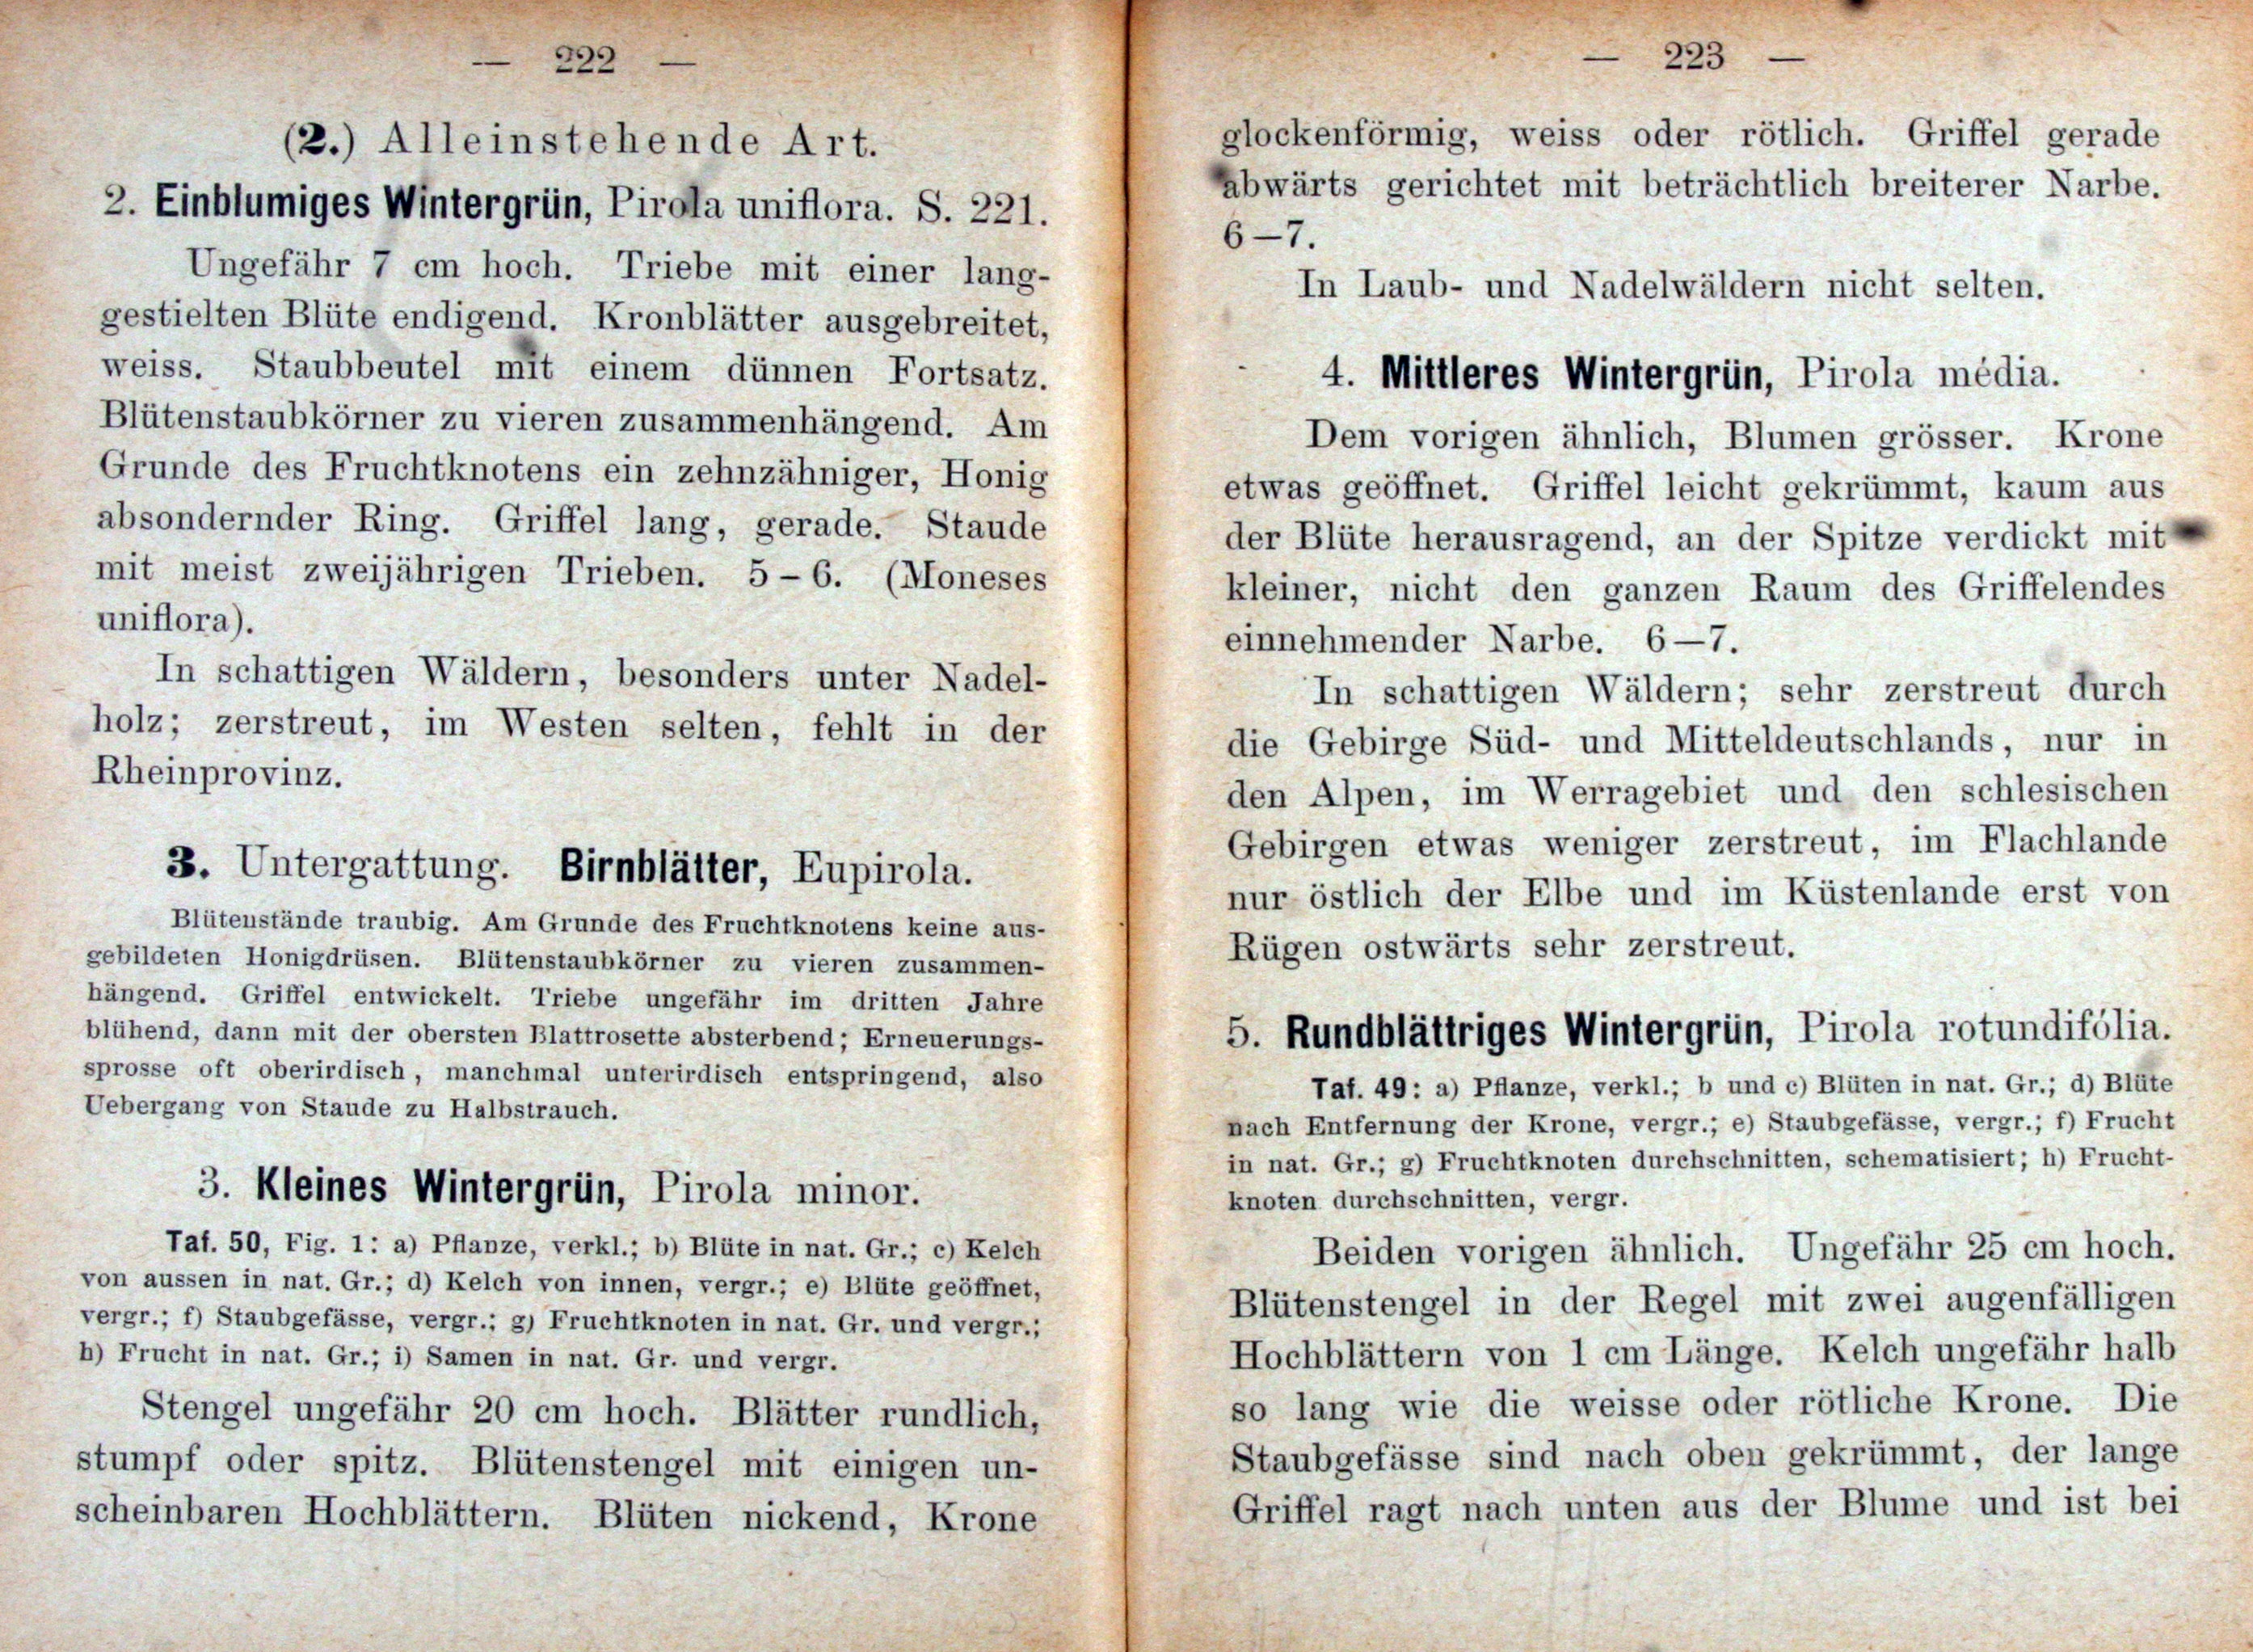 — 222 —
(2.) Alleinstehende Art.
2. Einblumiges Wintergrün, Pirola uniflora. S. 221.
Ungefähr 7 cm hoch. Triebe mit einer lang-
gestielten Blüte endigend. Kronblätter ausgebreitet,
weiss. Staubbeutel mit einem dünnen Fortsatz.
Blütenstaubkörner zu vieren zusammenhängend. Am
Grunde des Fruchtknotens ein zehnzähniger, Honig
absondernder Ring. Griffel lang, gerade. Staude
mit meist zweijährigen Trieben. 5–6. (Moneses
uniflora).
In schattigen Wäldern, besonders unter Nadel-
holz; zerstreut, im Westen selten, fehlt in der
Rheinprovinz.
3. Untergattung. Birnblätter, Eupirola.
Blütenstände traubig. Am Grunde des Fruchtknotens keine aus-
gebildeten Honigdrüsen. Blütenstaubkörner zu vieren zusammen-
hängend. Griffel entwickelt. Triebe ungefähr im dritten Jahre
blühend, dann mit der obersten Blattrosette absterbend; Erneuerungs-
sprosse oft oberirdisch, manchmal unterirdisch entspringend, also
Uebergang von Staude zu Halbstrauch.
3. Kleines Wintergrün, Pirola minor.
Taf. 50, Fig. 1: a) Pflanze, verkl.; b) Blüte in nat. Gr.; c) Kelch
von aussen in nat. Gr.; d) Kelch von innen, vergr.; e) Blüte geöffnet,
vergr.; f) Staubgefässe, vergr.; g) Fruchtknoten in nat. Gr. und vergr.;
h) Frucht in nat. Gr.; i) Samen in nat. Gr. und vergr.
Stengel ungefähr 20 cm hoch. Blätter rundlich,
stumpf oder spitz. Blütenstengel mit einigen un-
scheinbaren Hochblättern. Blüten nickend, Krone
— 223 —
glockenförmig, weiss oder rötlich. Griffel gerade
abwärts gerichtet mit beträchtlich breiterer Narbe.
6—7.
In Laub- und Nadelwäldern nicht selten.
4. Mittleres Wintergrün, Pirola média.
Dem vorigen ähnlich, Blumen grösser. Krone
etwas geöffnet. Griffel leicht gekrümmt, kaum aus
der Blüte herausragend, an der Spitze verdickt mit
kleiner, nicht den ganzen Raum des Griffelendes
einnehmender Narbe. 6—7.
In schattigen Wäldern; sehr zerstreut durch
die Gebirge Süd- und Mitteldeutschlands, nur in
den Alpen, im Werragebiet und den schlesischen
Gebirgen etwas weniger zerstreut, im Flachlande
nur östlich der Elbe und im Küstenlande erst von
Rügen ostwärts sehr zerstreut.
5. Rundblättriges Wintergrün, Pirola rotundifólia.
Taf. 49: a) Pflanze, verkl.; b und c) Blüten in nat. Gr.; d) Blüte
nach Entfernung der Krone, vergr.; e) Staubgefässe, vergr.; f) Frucht
in nat. Gr.; g) Fruchtknoten durchschnitten, schematisiert; h) Frucht-
knoten durchschnitten, vergr.
Beiden vorigen ähnlich. Ungefähr 25 cm hoch.
Blütenstengel in der Regel mit zwei augenfälligen
Hochblättern von 1 cm Länge. Kelch ungefähr halb
so lang wie die weisse oder rötliche Krone. Die
Staubgefässe sind nach oben gekrümmt, der lange
Griffel ragt nach unten aus der Blume und ist bei